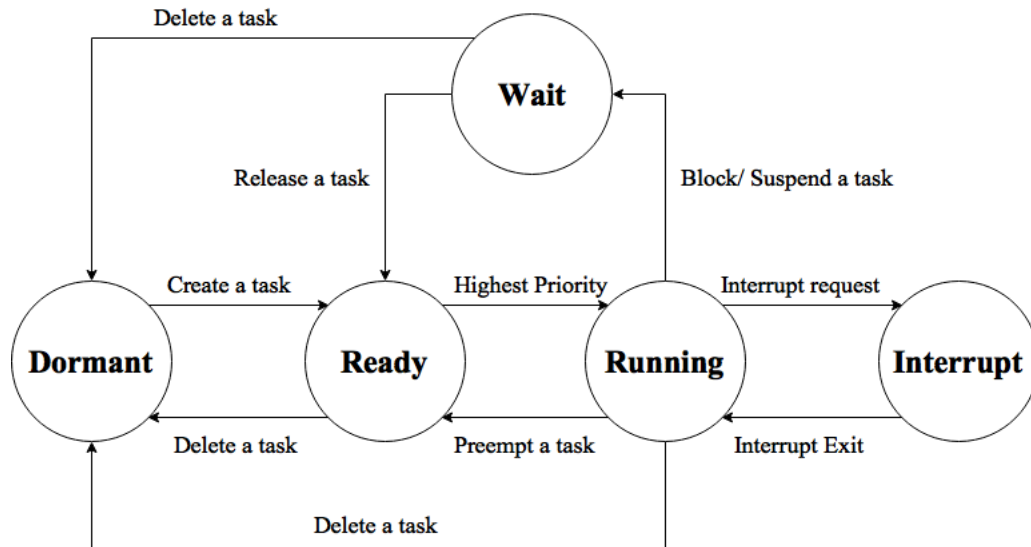 Delete a task
Wait
Release a task
Block/ Suspend a task
Create a task
Highest Priority
Interrupt request
Dormant
Ready
Running
Interrupt
Delete a task
Preempt a task
Interrupt Exit
Delete a task